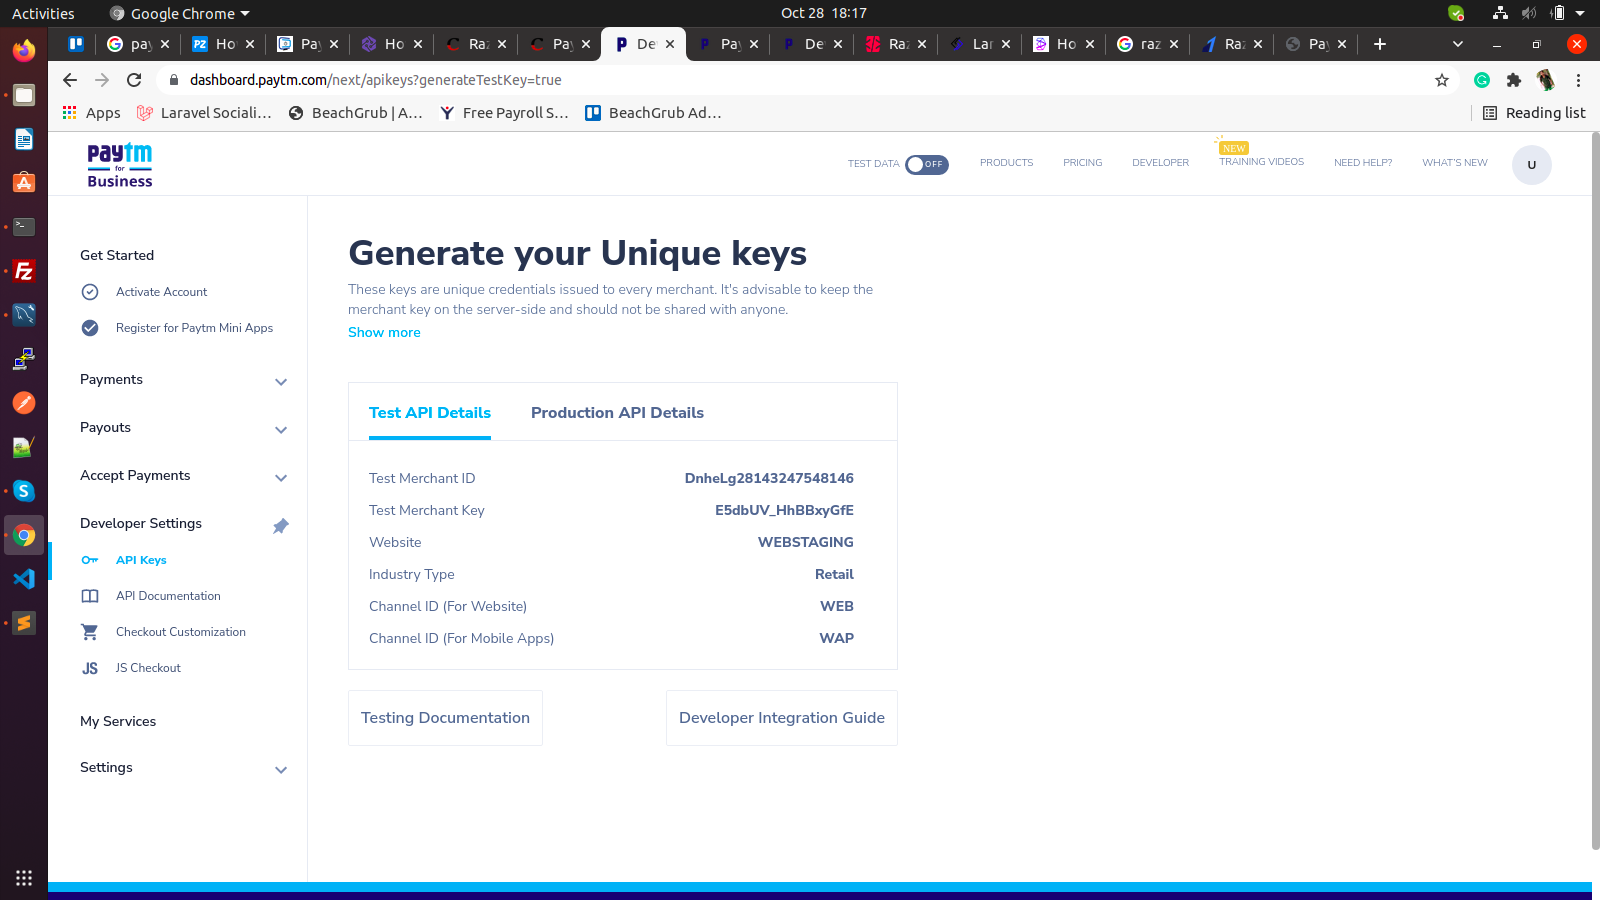 Activities
Google Chrome
Oct 28 18:17
pay
Ho
Pay
Ho
Raz
Pay
De
Pay
De
Raz
Lar
Ho
raz
Raz
Pay
dashboard.paytm.com/next/apikeys?generateTestKey=true
Apps
Laravel Sociali...
BeachGrub | A...
Free Payroll S...
BeachGrub Ad...
Reading list
paytm
for
Business
TEST DATA
OFF
PRODUCTS
PRICING
DEVELOPER
NEW
TRAINING VIDEOS
NEED HELP?
WHAT'S NEW
U
Get Started
Activate Account
Register for Paytm Mini Apps
Payments
Payouts
Accept Payments
Developer Settings
API Keys
API Documentation
Checkout Customization
JS
JS Checkout
My Services
Settings
Generate your Unique keys
These keys are unique credentials issued to every merchant. It's advisable to keep the
merchant key on the server-side and should not be shared with anyone.
Show more
Test API Details
Production API Details
Test Merchant ID
DnheLg28143247548146
Test Merchant Key
E5dbUV_HhBBxyGfE
Website
WEBSTAGING
Industry Type
Retail
Channel ID (For Website)
WEB
Channel ID (For Mobile Apps)
WAP
Testing Documentation
Developer Integration Guide